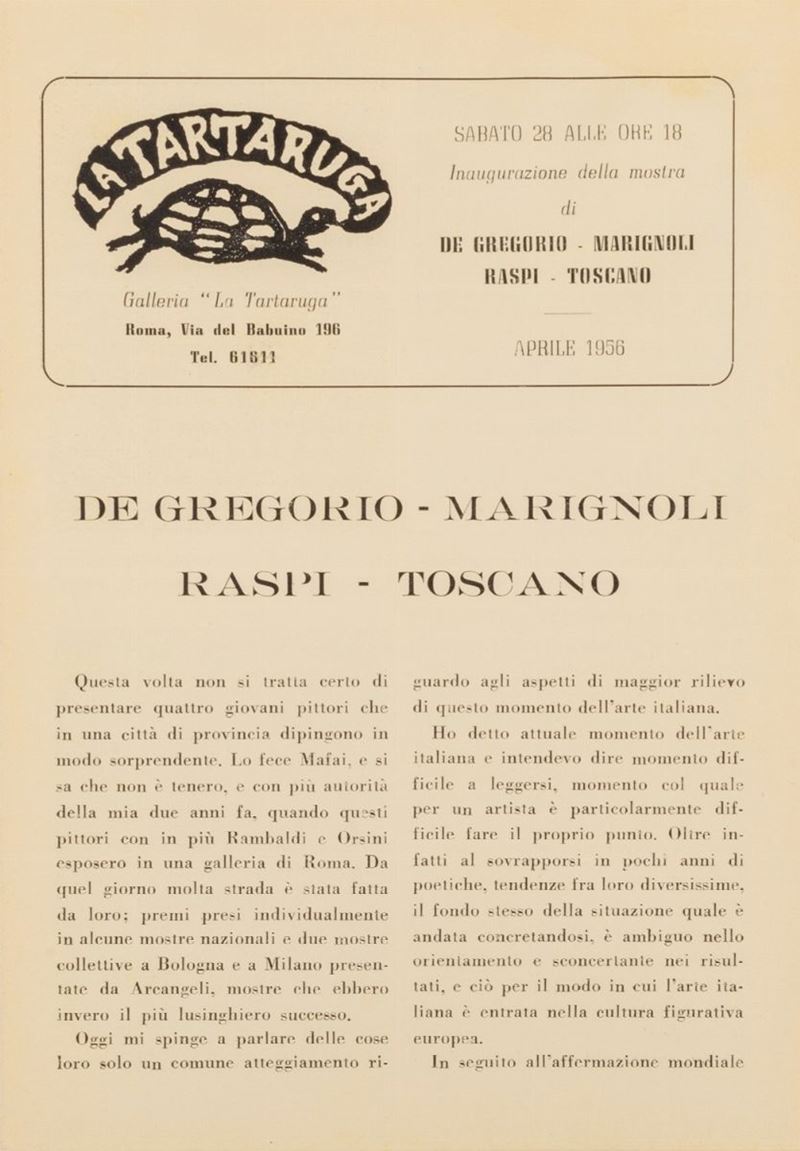 LA TARTARUGA
Galleria “La Tartaruga”
Roma, Via del Babuino 196
Tel. 61611
SABATO 28 ALLE ORE 18
Inaugurazione della mostra
di
DE GREGORIO - MARIGNOLI
RASPI - TOSCANO
APRILE 1956
DE GREGORIO - MARIGNOLI
RASPI - TOSCANO
Questa volta non si tratta certo di
presentare quattro giovani pittori che
in una città di provincia dipingono in
modo sorprendente. Lo fece Mafai, e si
sa che non è tenero, e con più autorità
della mia due anni fa, quando questi
pittori con in più Rambaldi e Orsini
esposero in una galleria di Roma. Da
quel giorno molta strada è stata fatta
da loro; premi presi individualmente
in alcune mostre nazionali e due mostre
collettive a Bologna e a Milano presen-
tate da Arcangeli, mostre che ebbero
invero il più lusinghiero successo.
Oggi mi spinge a parlare delle cose
loro solo un comune atteggiamento ri-
guardo agli aspetti di maggior rilievo
di questo momento dell'arte italiana.
Ho detto attuale momento dell'arte
italiana e intendevo dire momento dif-
ficile a leggersi, momento col quale
per un artista è particolarmente dif-
ficile fare il proprio punto. Oltre in-
fatti al sovrapporsi in pochi anni di
poetiche, tendenze fra loro diversissime,
il fondo stesso della situazione quale è
andata concretandosi, è ambiguo nello
orientamento e sconcertante nei risul-
tati, e ciò per il modo in cui l'arte ita-
liana è entrata nella cultura figurativa
europea.
In seguito all'affermazione mondiale